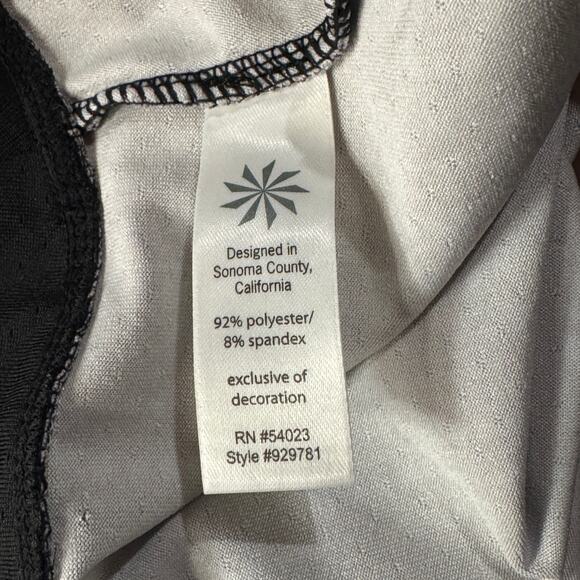 Designed in
Sonoma County,
California
92% polyester/
8% spandex
exclusive of
decoration
RN #54023
Style #929781